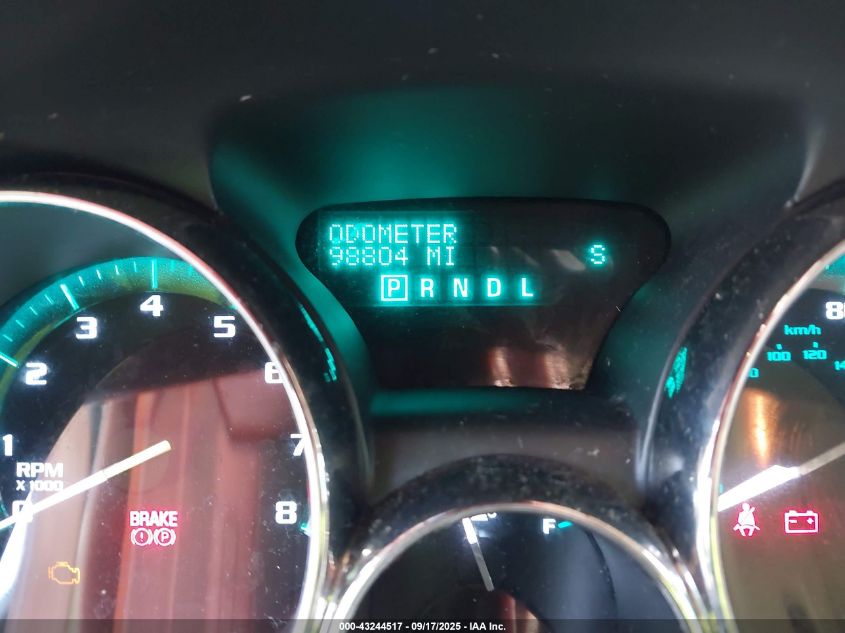 ODOMETER
98804 MI
S
P R N D L
0 1 2 3 4 5 6 7 8
RPM
X 1000
BRAKE
P
F
80
km/h
100 120
000-43244517 - 09/17/2025 - IAA Inc.